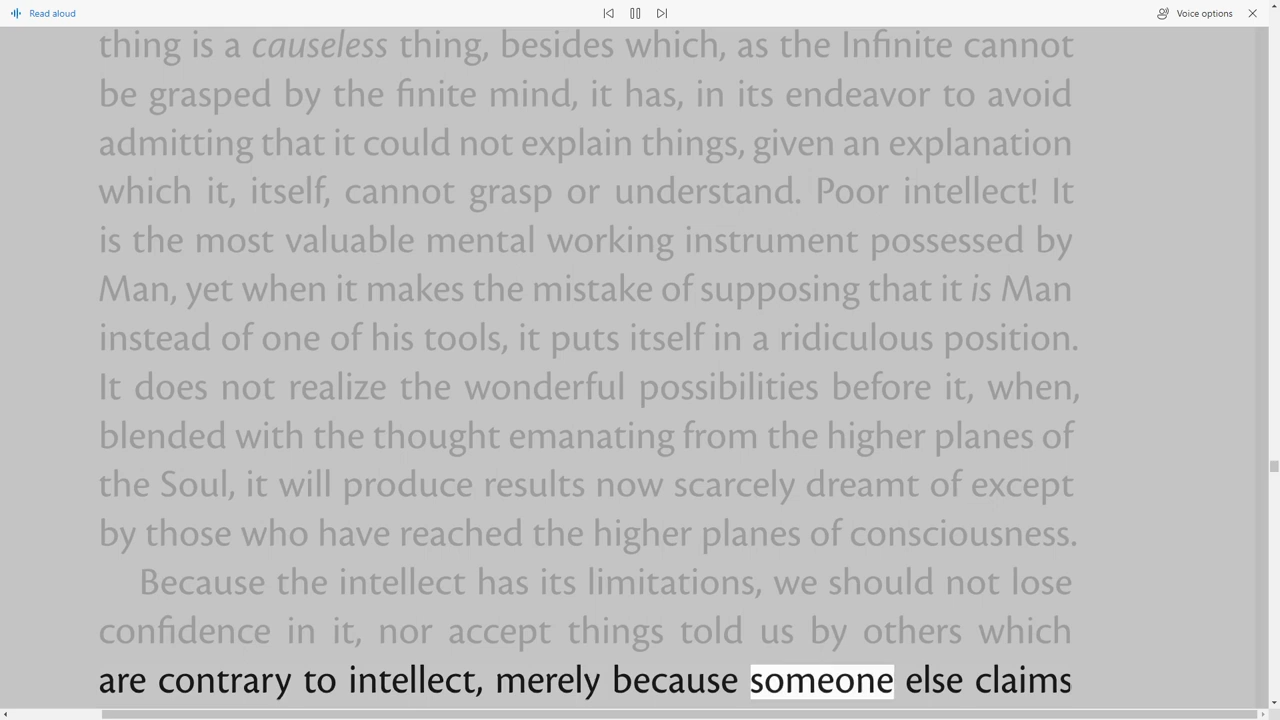 Read aloud
Voice options
thing is a causeless thing, besides which, as the Infinite cannot
be grasped by the finite mind, it has, in its endeavor to avoid
admitting that it could not explain things, given an explanation
which it, itself, cannot grasp or understand. Poor intellect! It
is the most valuable mental working instrument possessed by
Man, yet when it makes the mistake of supposing that it is Man
instead of one of his tools, it puts itself in a ridiculous position.
It does not realize the wonderful possibilities before it, when,
blended with the thought emanating from the higher planes of
the Soul, it will produce results now scarcely dreamt of except
by those who have reached the higher planes of consciousness.
Because the intellect has its limitations, we should not lose
confidence in it, nor accept things told us by others which
are contrary to intellect, merely because someone else claims